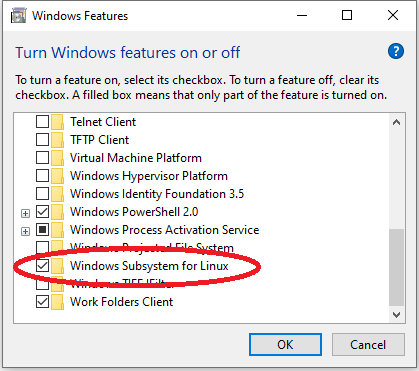 Windows Features
Turn Windows features on or off
?
To turn a feature on, select its checkbox. To turn a feature off, clear its
checkbox. A filled box means that only part of the feature is turned on.
Telnet Client
TFTP Client
Virtual Machine Platform
Windows Hypervisor Platform
Windows Identity Foundation 3.5
Windows PowerShell 2.0
Windows Process Activation Service
Windows Projected File System
Windows Subsystem for Linux
Windows TIFF IFilter
Work Folders Client
OK
Cancel